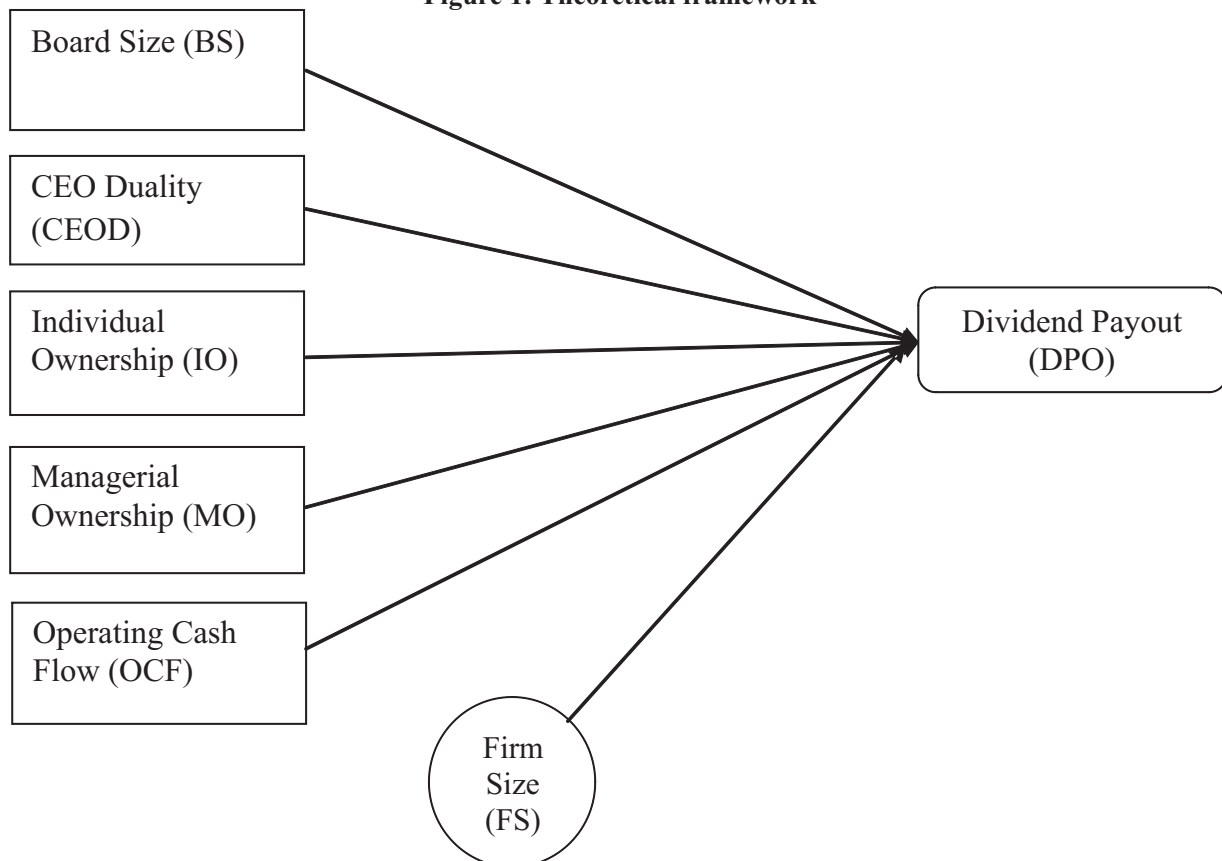 Figure 1: Theoretical framework
Board Size (BS)
CEO Duality
(CEOD)
Individual
Ownership (IO)
Managerial
Ownership (MO)
Operating Cash
Flow (OCF)
Firm
Size
(FS)
Dividend Payout
(DPO)